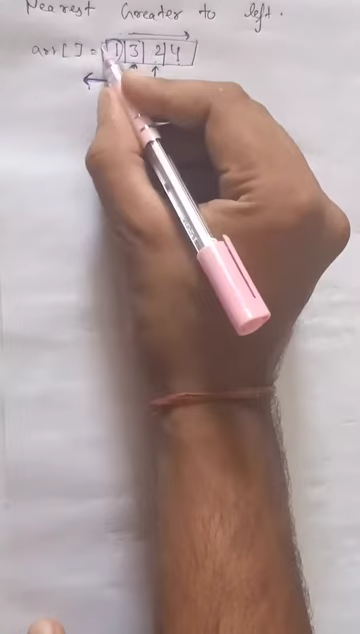 Nearest Greater to left.
arr[] = 1 3 2 4